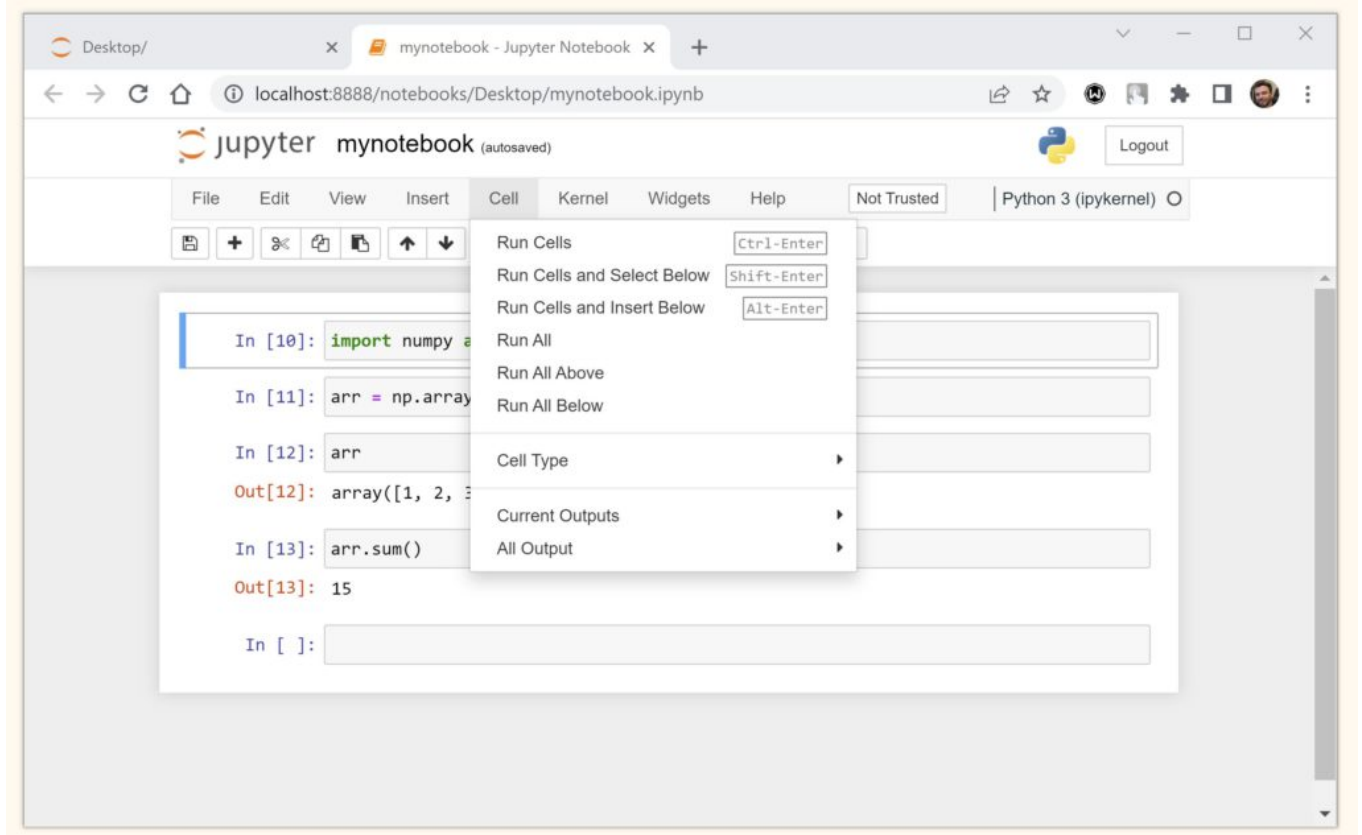 Desktop/
mynotebook - Jupyter Notebook
localhost:8888/notebooks/Desktop/mynotebook.ipynb
jupyter mynotebook (autosaved)
Logout
File Edit View Insert Cell Kernel Widgets Help Not Trusted Python 3 (ipykernel)
Run Cells Ctrl-Enter
Run Cells and Select Below Shift-Enter
Run Cells and Insert Below Alt-Enter
Run All
Run All Above
Run All Below
Cell Type
Current Outputs
All Output
In [10]: import numpy
In [11]: arr = np.array
In [12]: arr
Out[12]: array([1, 2,
In [13]: arr.sum()
Out[13]: 15
In [ ]: